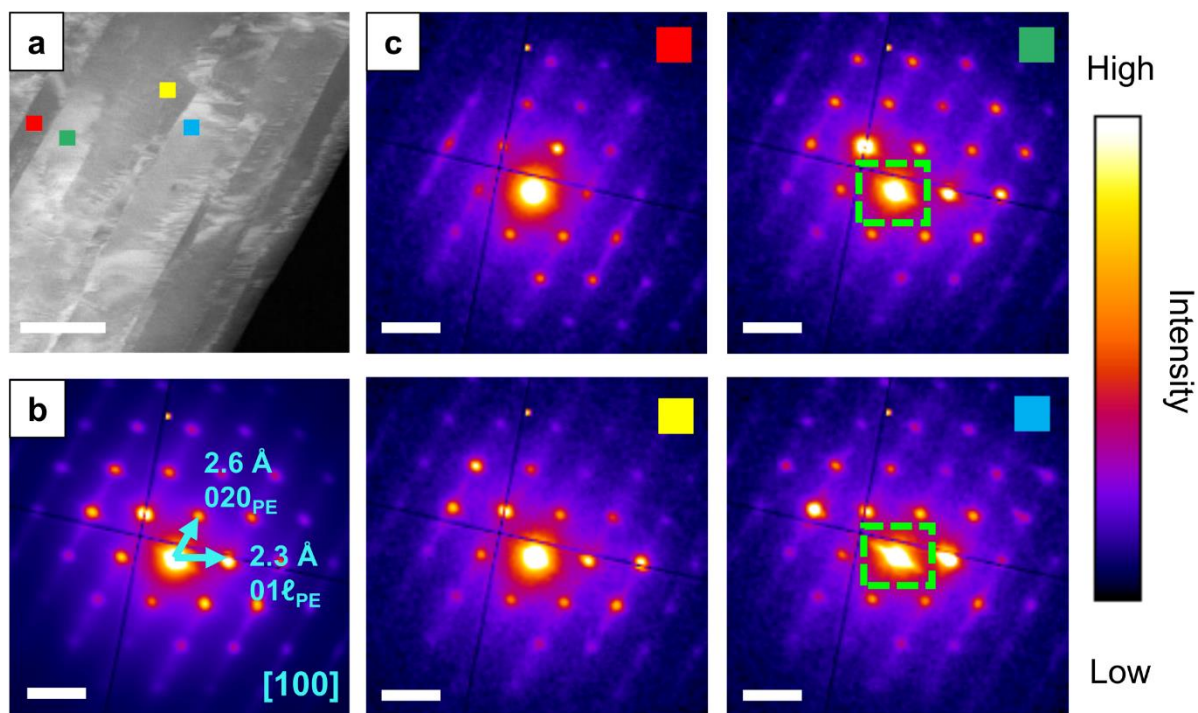 a
c
High
Intensity
Low
b
2.6 Å
020PE
2.3 Å
01ℓPE
[100]